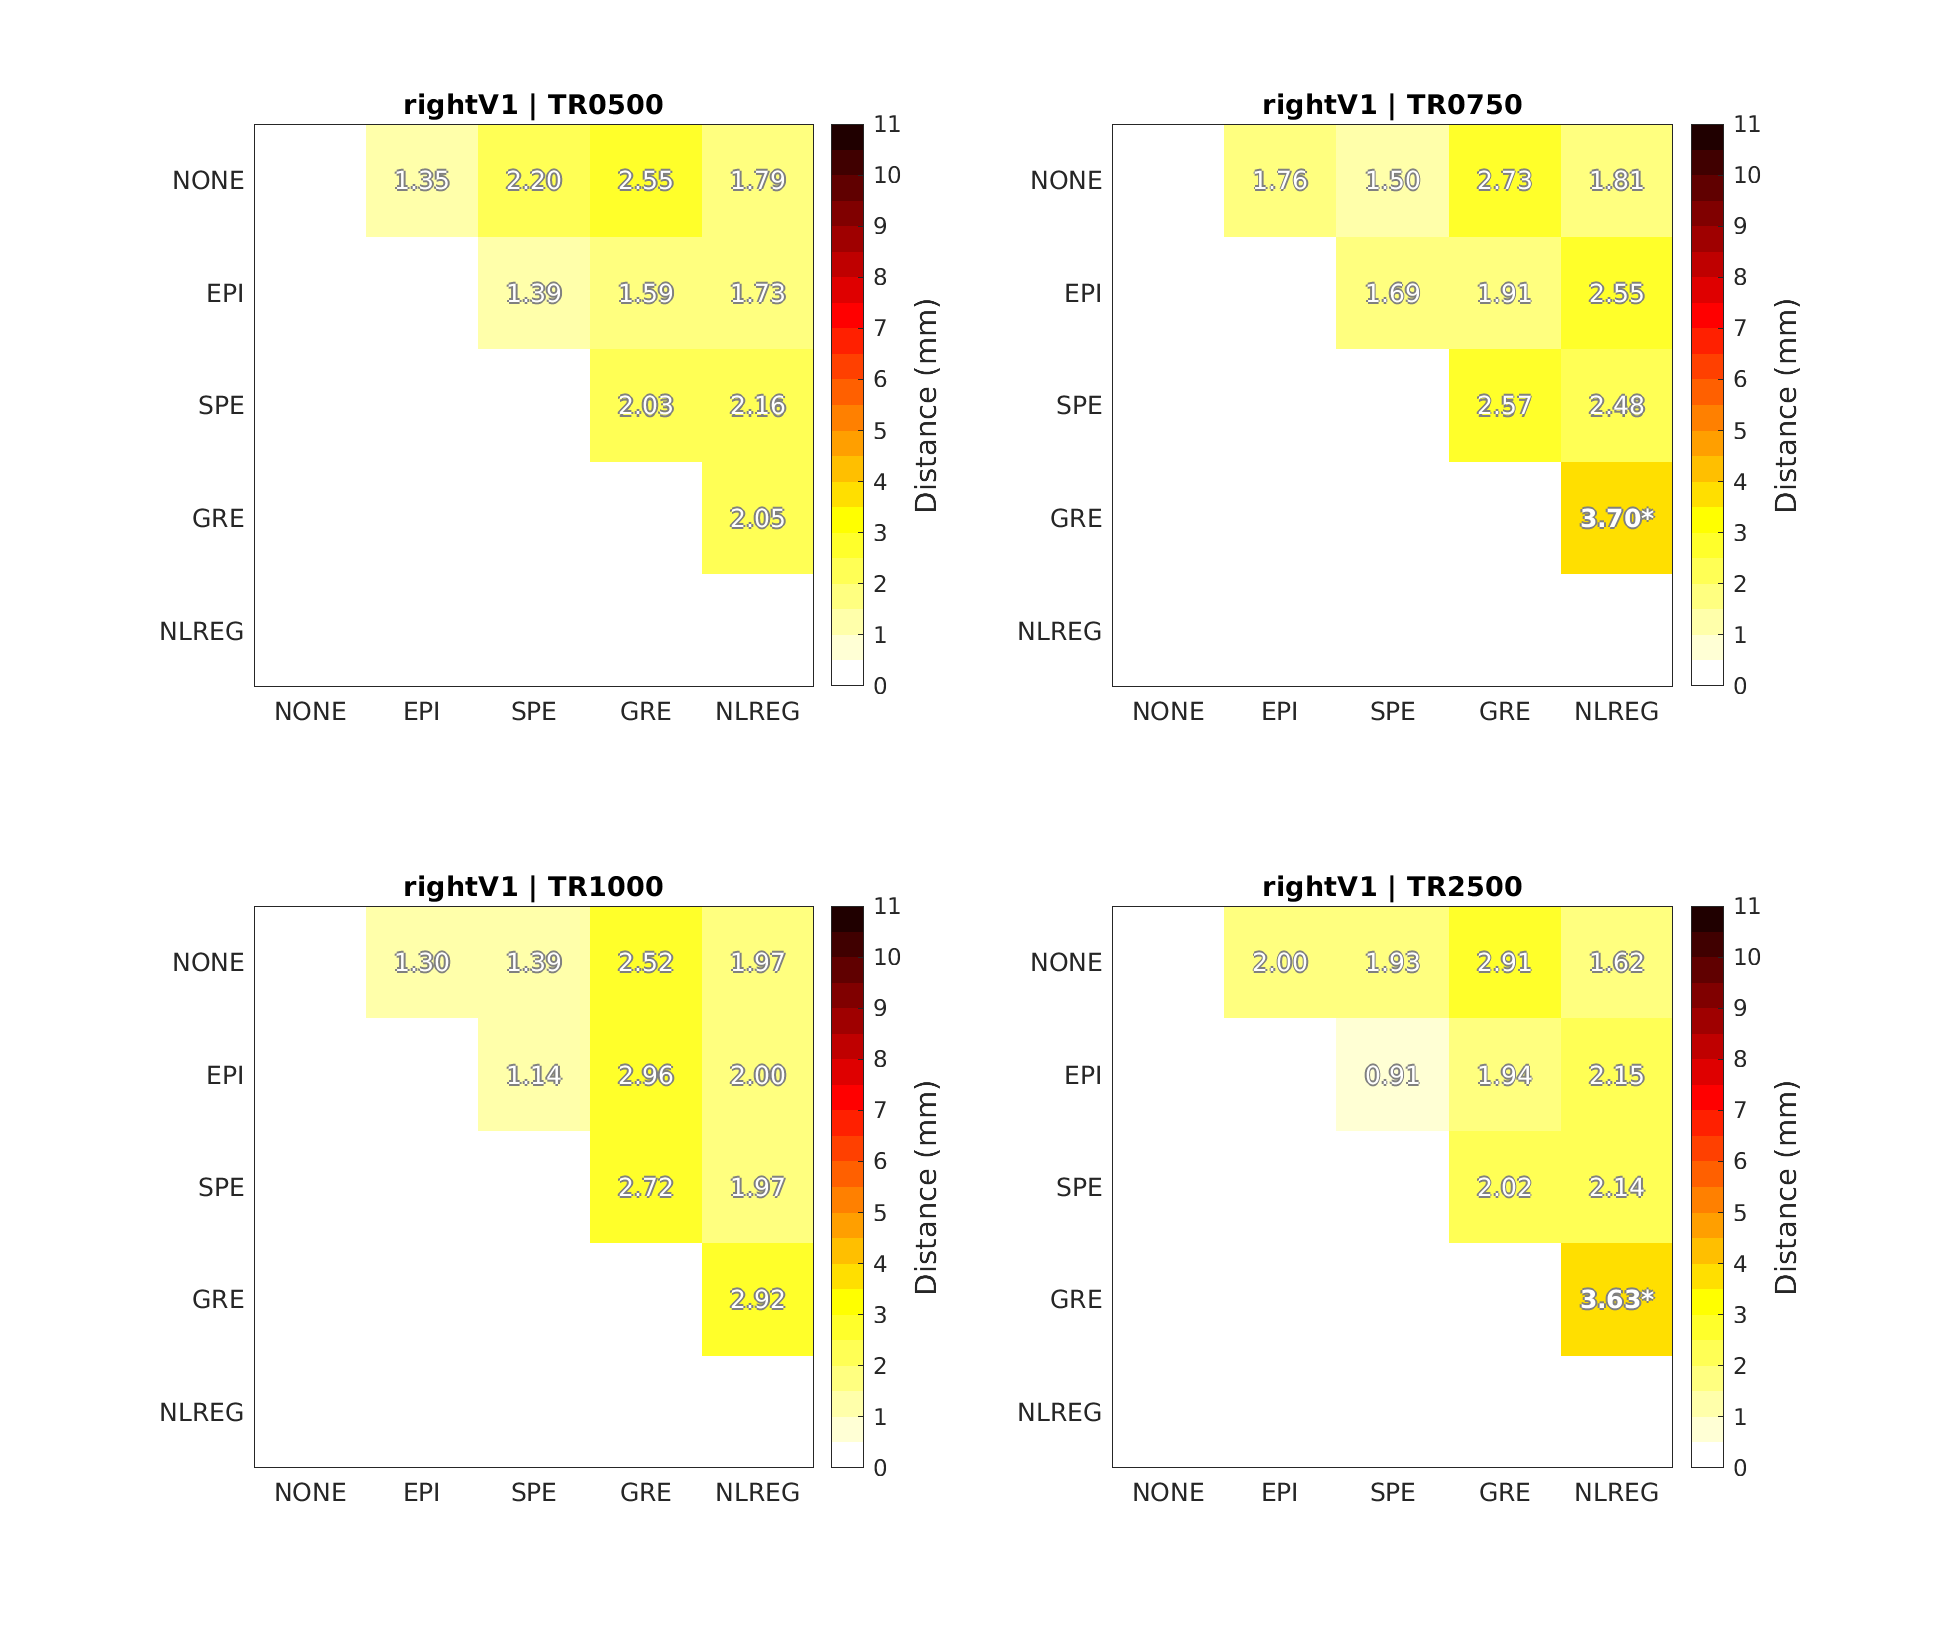 rightV1 | TR0500
NONE 1.35 2.20 2.55 1.79
EPI 1.39 1.59 1.73
SPE 2.03 2.16
GRE 2.05
NLREG
NONE EPI SPE GRE NLREG
11
10
9
8
7
6
5
4
3
2
1
0
Distance (mm)
rightV1 | TR0750
NONE 1.76 1.50 2.73 1.81
EPI 1.69 1.91 2.55
SPE 2.57 2.48
GRE 3.70*
NLREG
NONE EPI SPE GRE NLREG
11
10
9
8
7
6
5
4
3
2
1
0
Distance (mm)
rightV1 | TR1000
NONE 1.30 1.39 2.52 1.97
EPI 1.14 2.96 2.00
SPE 2.72 1.97
GRE 2.92
NLREG
NONE EPI SPE GRE NLREG
11
10
9
8
7
6
5
4
3
2
1
0
Distance (mm)
rightV1 | TR2500
NONE 2.00 1.93 2.91 1.62
EPI 0.91 1.94 2.15
SPE 2.02 2.14
GRE 3.63*
NLREG
NONE EPI SPE GRE NLREG
11
10
9
8
7
6
5
4
3
2
1
0
Distance (mm)